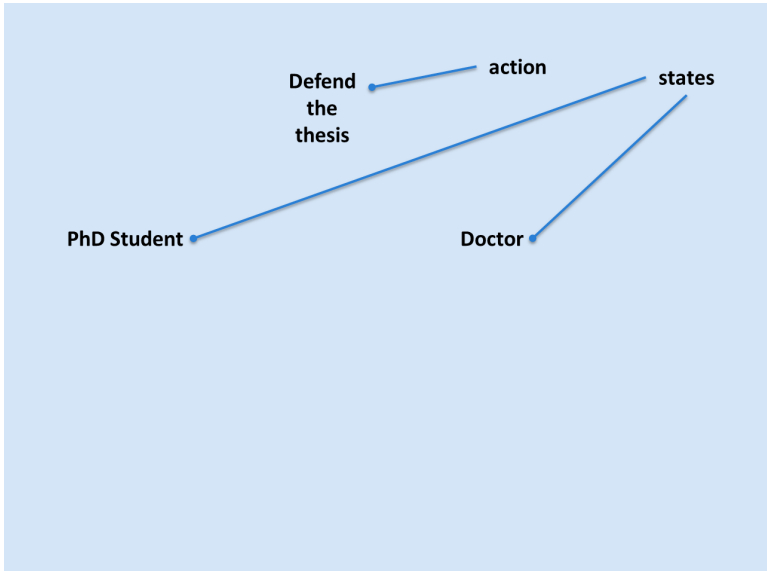 Defend
the
thesis
action
states
PhD Student
Doctor